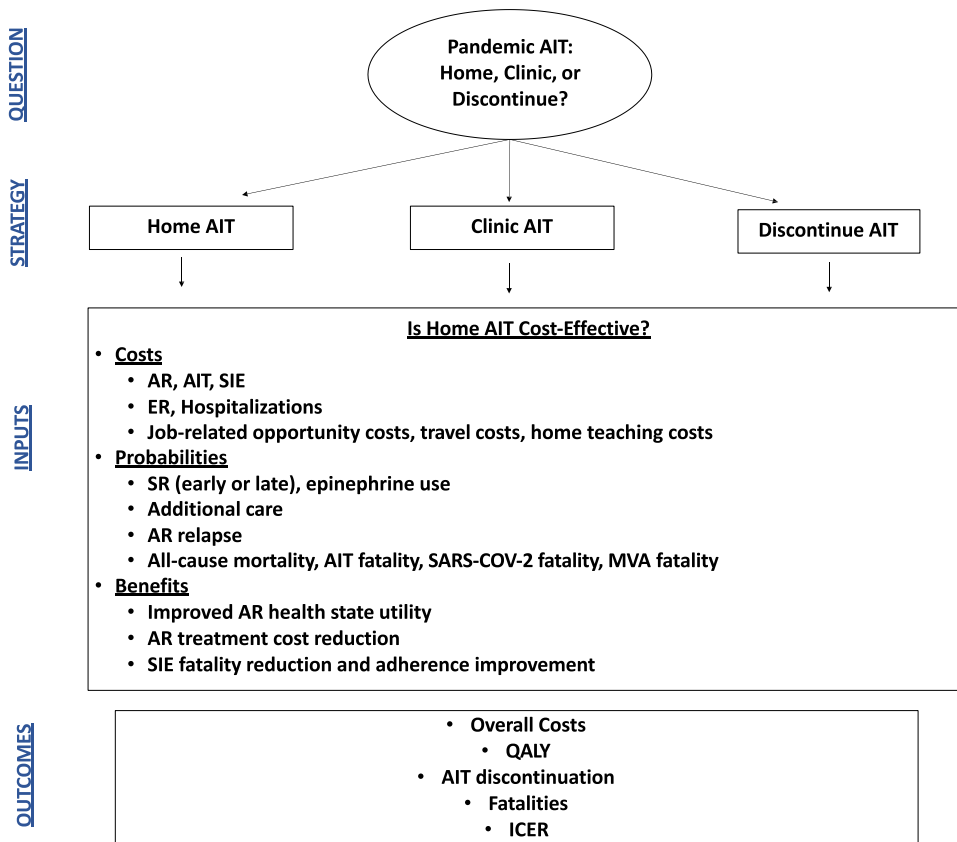 QUESTION
Pandemic AIT:
Home, Clinic, or
Discontinue?
STRATEGY
Home AIT
Clinic AIT
Discontinue AIT
INPUTS
Is Home AIT Cost-Effective?
• Costs
• AR, AIT, SIE
• ER, Hospitalizations
• Job-related opportunity costs, travel costs, home teaching costs
• Probabilities
• SR (early or late), epinephrine use
• Additional care
• AR relapse
• All-cause mortality, AIT fatality, SARS-COV-2 fatality, MVA fatality
• Benefits
• Improved AR health state utility
• AR treatment cost reduction
• SIE fatality reduction and adherence improvement
OUTCOMES
• Overall Costs
• QALY
• AIT discontinuation
• Fatalities
• ICER